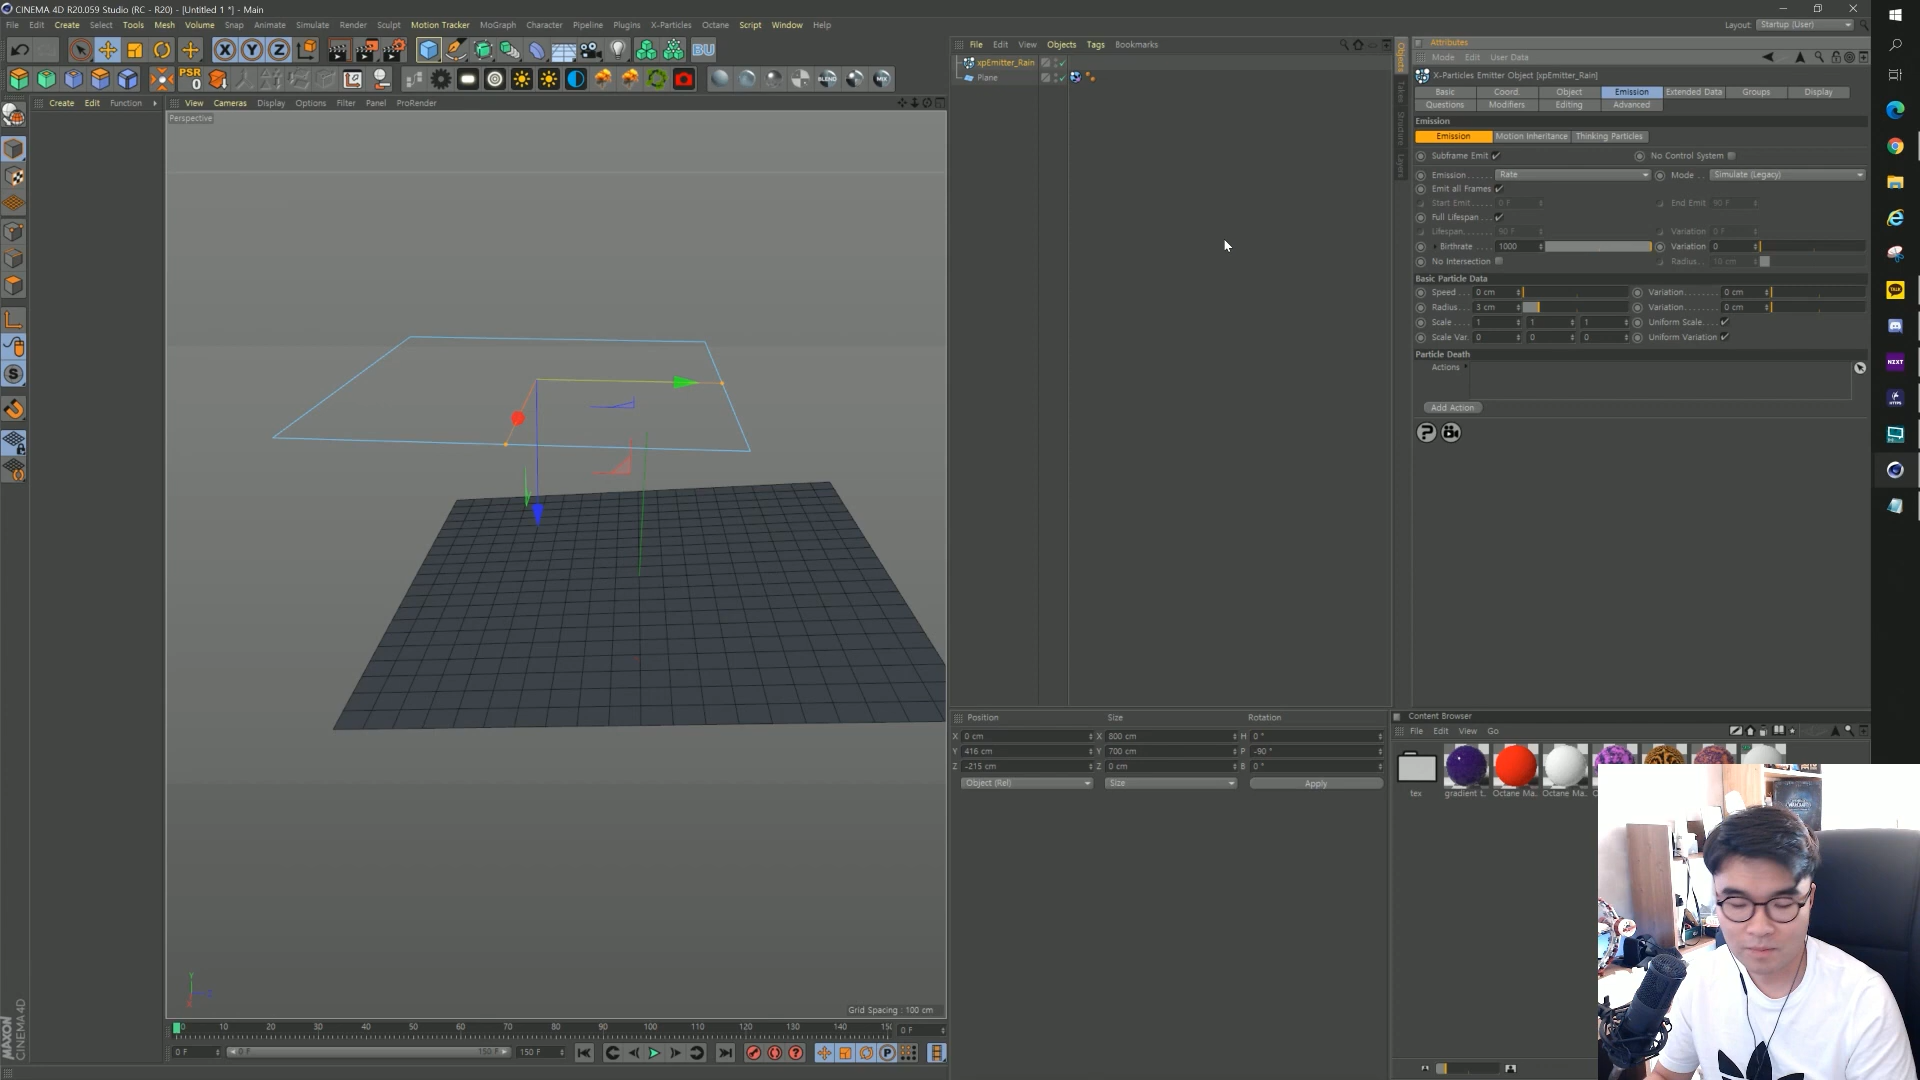 CINEMA 4D R20.059 Studio (RC - R20) - [Untitled 1 *] - Main
File Edit Create Select Tools Mesh Volume Snap Animate Simulate Render Sculpt Motion Tracker MoGraph Character Pipeline Plugins X-Particles Octane Script Window Help
Layout: Startup (User)
X Y Z
BU
PSR
0
BLEND
MIX
Create Edit Function
View Cameras Display Options Filter Panel ProRender
Perspective
Grid Spacing : 100 cm
File Edit View Objects Tags Bookmarks
xpEmitter_Rain
Plane
Objects
Structure
Layers
Attributes
Mode Edit User Data
X-Particles Emitter Object [xpEmitter_Rain]
Basic Coord. Object Emission Extended Data Groups Display
Questions Modifiers Editing Advanced
Emission
Emission Motion Inheritance Thinking Particles
Subframe Emit No Control System
Emission Rate Mode Simulate (Legacy)
Emit all Frames
Start Emit 0 F End Emit 90 F
Full Lifespan
Lifespan 90 F Variation 0 F
Birthrate 1000 Variation 0
No Intersection Radius 10 cm
Basic Particle Data
Speed 0 cm Variation 0 cm
Radius 3 cm Variation 0 cm
Scale 1 1 1 Uniform Scale
Scale Var. 0 0 0 Uniform Variation
Particle Death
Actions
Add Action
Position Size Rotation
X 0 cm X 800 cm H 0 °
Y 416 cm Y 700 cm P -90 °
Z -215 cm Z 0 cm B 0 °
Object (Rel) Size Apply
Content Browser
File Edit View Go
tex gradient t. Octane Ma. Octane Ma.
0 10 20 30 40 50 60 70 80 90 100 110 120 130 140 150 0 F
0 F 0 F 150 F 150 F
MAXON
CINEMA 4D
TALK
NZXT